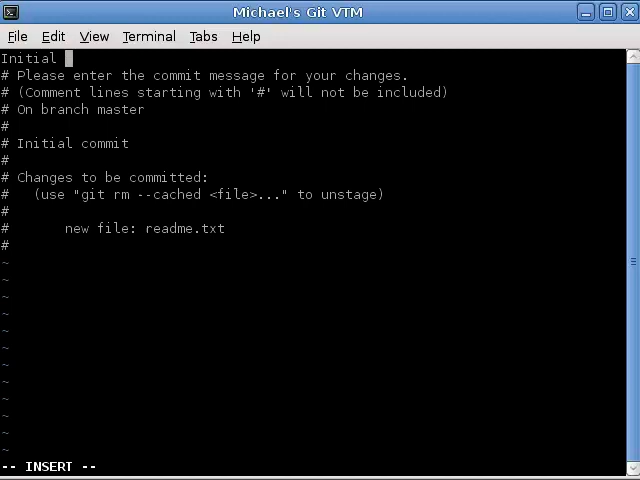 Michael's Git VTM
File Edit View Terminal Tabs Help
Initial
# Please enter the commit message for your changes.
# (Comment lines starting with '#' will not be included)
# On branch master
#
# Initial commit
#
# Changes to be committed:
#   (use "git rm --cached <file>..." to unstage)
#
#       new file: readme.txt
#
~
~
~
~
~
~
~
~
~
~
~
~
-- INSERT --